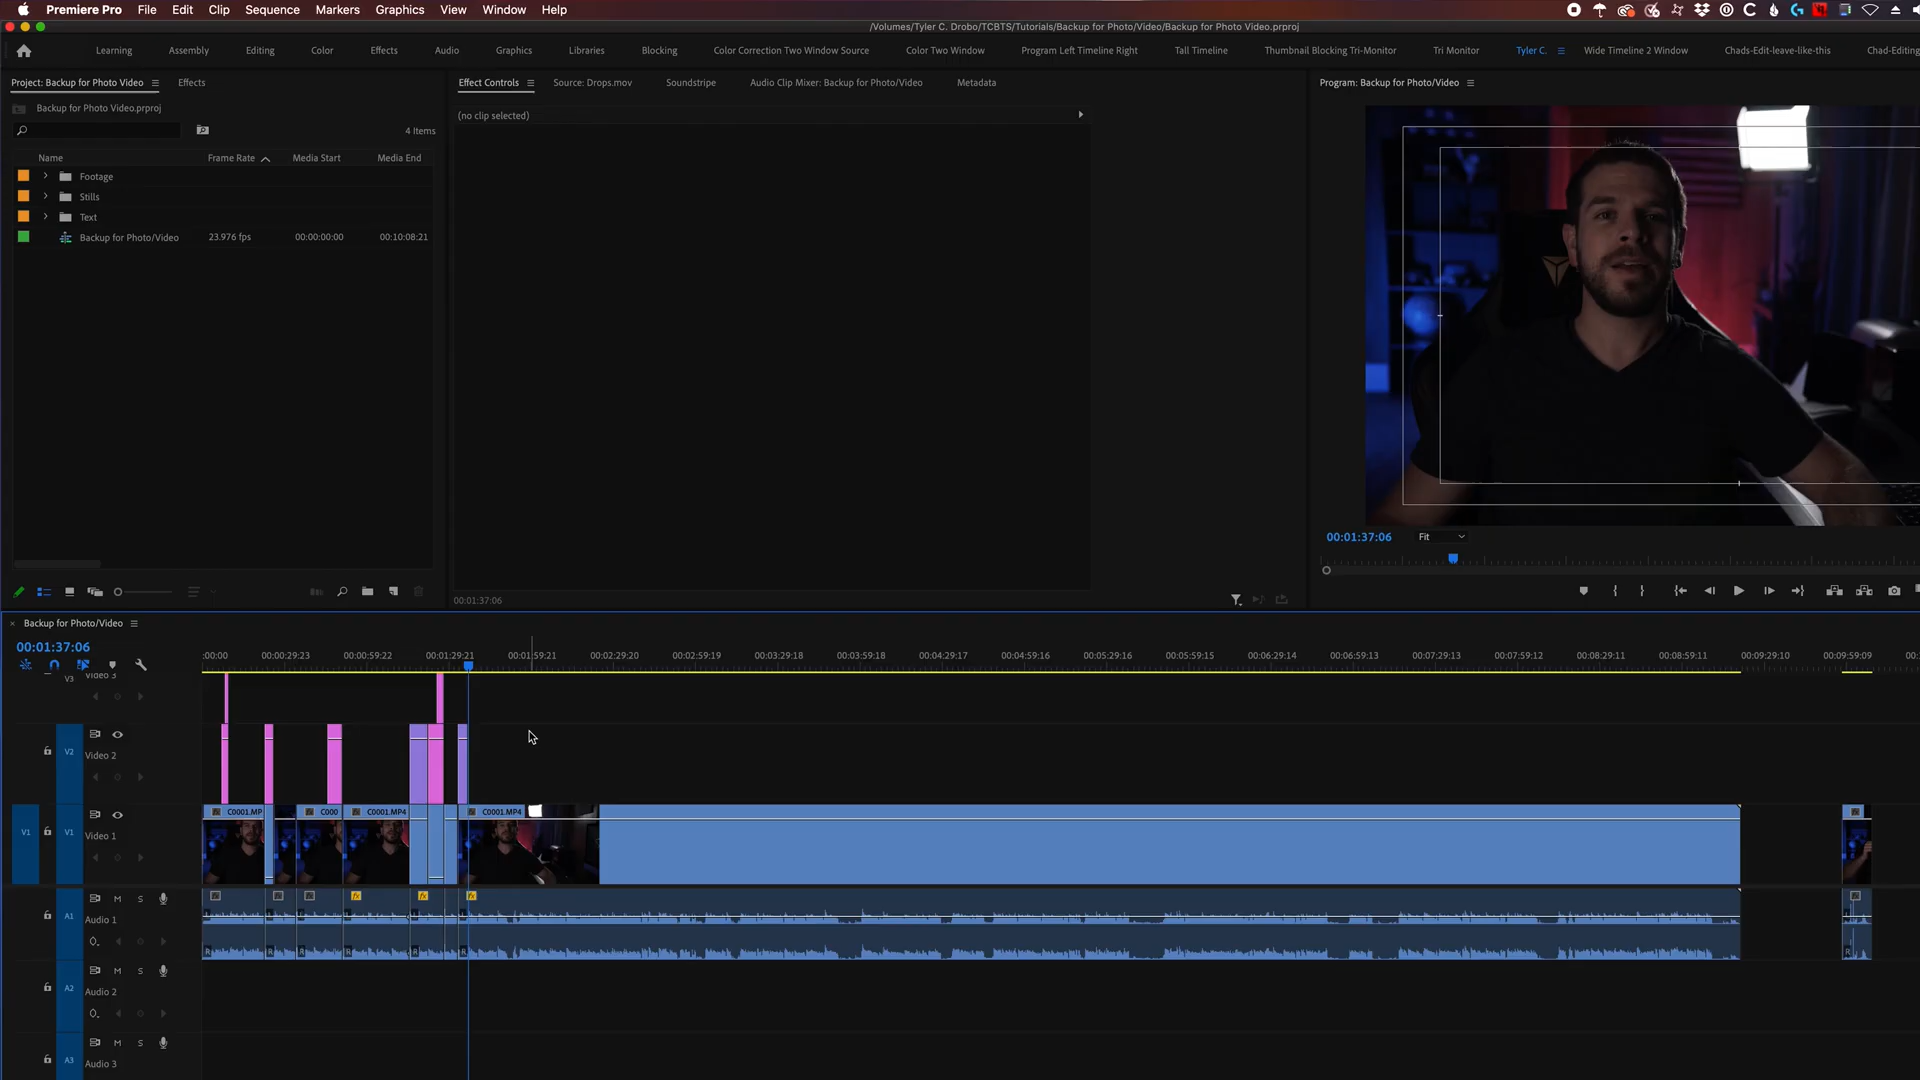 Premiere Pro File Edit Clip Sequence Markers Graphics View Window Help
/Volumes/Tyler C. Drobo/TCBTS/Tutorials/Backup for Photo/Video/Backup for Photo Video.prproj
Learning Assembly Editing Color Effects Audio Graphics Libraries Blocking Color Correction Two Window Source Color Two Window Program Left Timeline Right Tall Timeline Thumbnail Blocking Tri-Monitor Tri Monitor Tyler C. Wide Timeline 2 Window Chads-Edit-leave-like-this Chad-Editing
Project: Backup for Photo Video Effects
Effect Controls Source: Drops.mov Soundstripe Audio Clip Mixer: Backup for Photo/Video Metadata
Program: Backup for Photo/Video
Backup for Photo Video.prproj
(no clip selected)
4 Items
Name Frame Rate Media Start Media End
Footage
Stills
Text
Backup for Photo/Video 23.976 fps 00:00:00:00 00:10:08:21
00:01:37:06 Fit
00:01:37:06
Backup for Photo/Video
00:01:37:06
:00:00 00:00:29:23 00:00:59:22 00:01:29:21 00:01:59:21 00:02:29:20 00:02:59:19 00:03:29:18 00:03:59:18 00:04:29:17 00:04:59:16 00:05:29:16 00:05:59:15 00:06:29:14 00:06:59:13 00:07:29:13 00:07:59:12 00:08:29:11 00:08:59:11 00:09:29:10 00:09:59:09
V3 Video 3
V2 Video 2
C0001.MP C000 C0001.MP4 C0001.MP4
V1 V1 Video 1
M S
A1 Audio 1
R R R R R R R
M S
A2 Audio 2
M S
A3 Audio 3